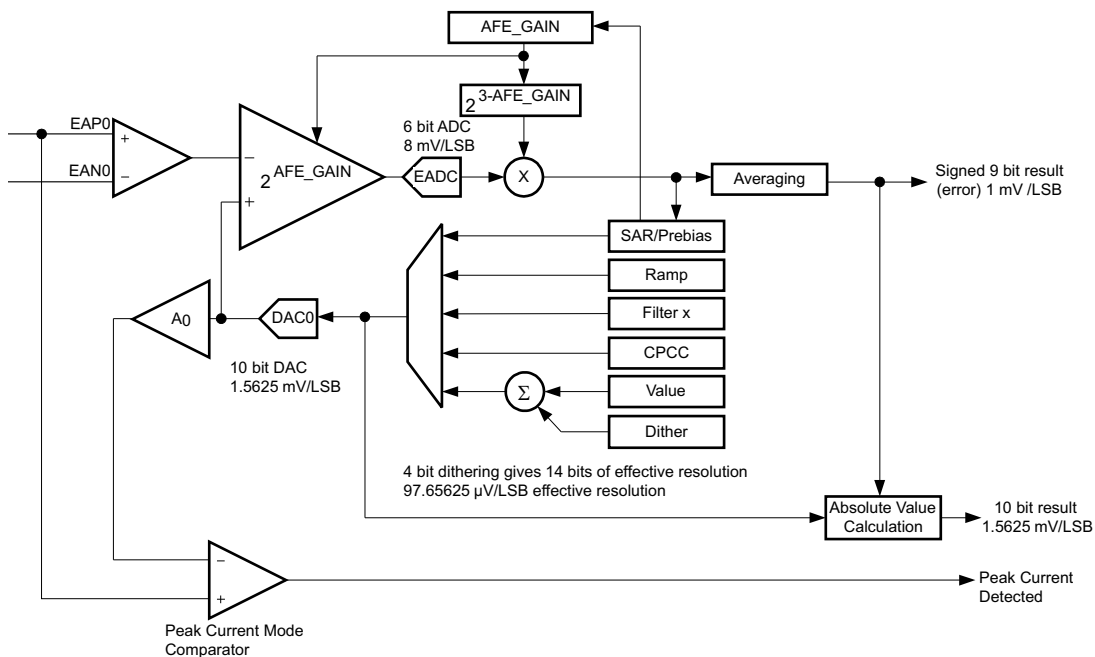 AFE_GAIN
2 3-AFE_GAIN
6 bit ADC
8 mV/LSB
EAP0
+
EAN0
−
−
2 AFE_GAIN
+
EADC
X
Averaging
Signed 9 bit result
(error) 1 mV /LSB
SAR/Prebias
Ramp
Filter x
CPCC
Value
Dither
Σ
A0
DAC0
10 bit DAC
1.5625 mV/LSB
4 bit dithering gives 14 bits of effective resolution
97.65625 μV/LSB effective resolution
Absolute Value
Calculation
10 bit result
1.5625 mV/LSB
−
+
Peak Current
Detected
Peak Current Mode
Comparator